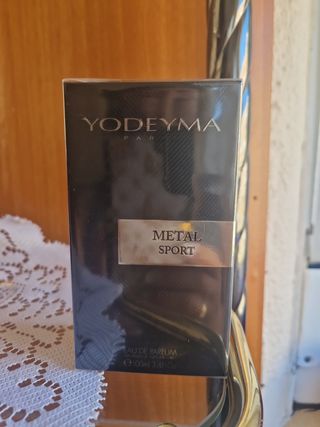 YODEYMA
PARIS
METAL
SPORT
EAU DE PARFUM